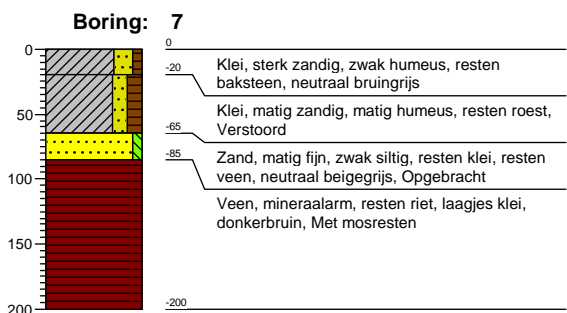 Boring: 7
0
50
100
150
200
0
-20
Klei, sterk zandig, zwak humeus, resten
baksteen, neutraal bruingrijs
-65
Klei, matig zandig, matig humeus, resten roest,
Verstoord
-85
Zand, matig fijn, zwak siltig, resten klei, resten
veen, neutraal beigegrijs, Opgebracht
Veen, mineraalarm, resten riet, laagjes klei,
donkerbruin, Met mosresten
-200